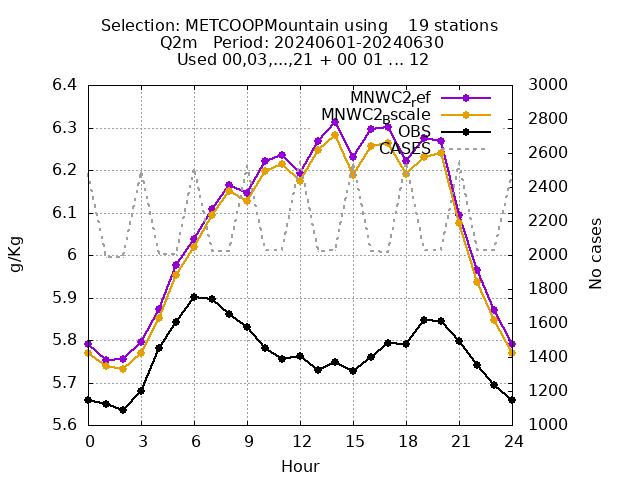 Selection: METCOOPMountain using    19 stations
Q2m   Period: 20240601-20240630
Used 00,03,...,21 + 00 01 ... 12
6.4
6.3
6.2
6.1
6
5.9
5.8
5.7
5.6
g/Kg
MNWC2_ref
MNWC2_Bscale
OBS
CASES
3000
2800
2600
2400
2200
2000
1800
1600
1400
1200
1000
No cases
0 3 6 9 12 15 18 21 24
Hour